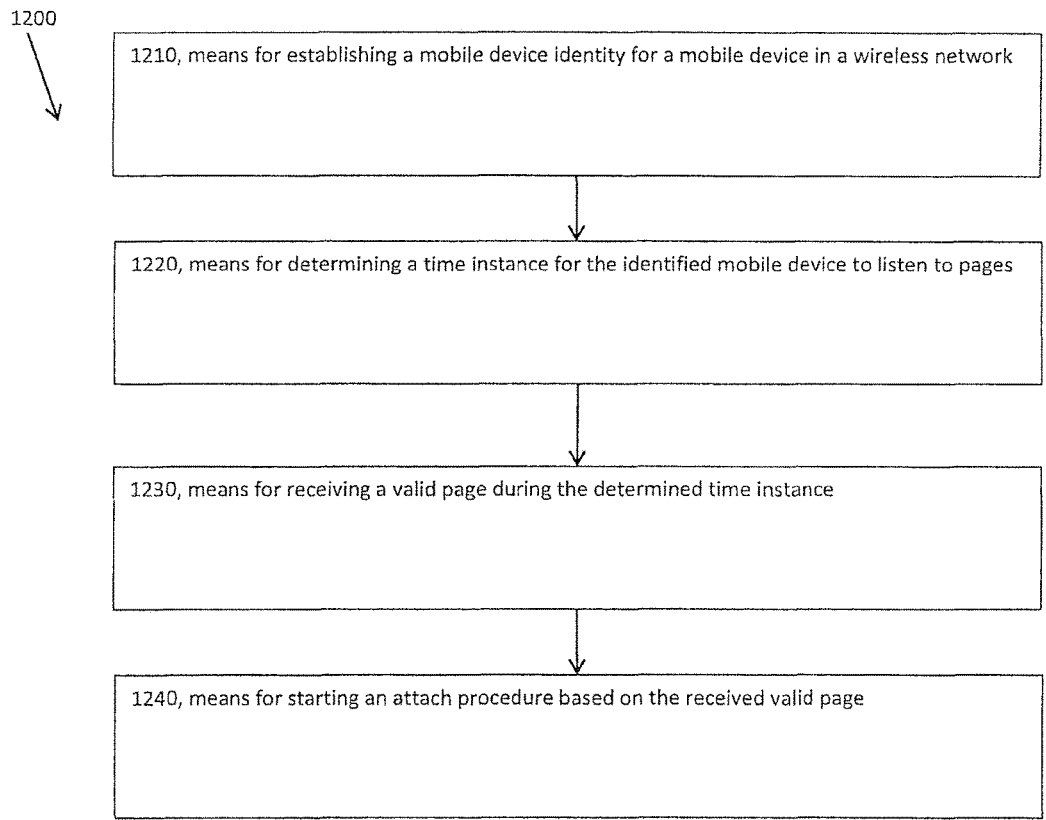 1200
1210, means for establishing a mobile device identity for a mobile device in a wireless network
1220, means for determining a time instance for the identified mobile device to listen to pages
1230, means for receiving a valid page during the determined time instance
1240, means for starting an attach procedure based on the received valid page